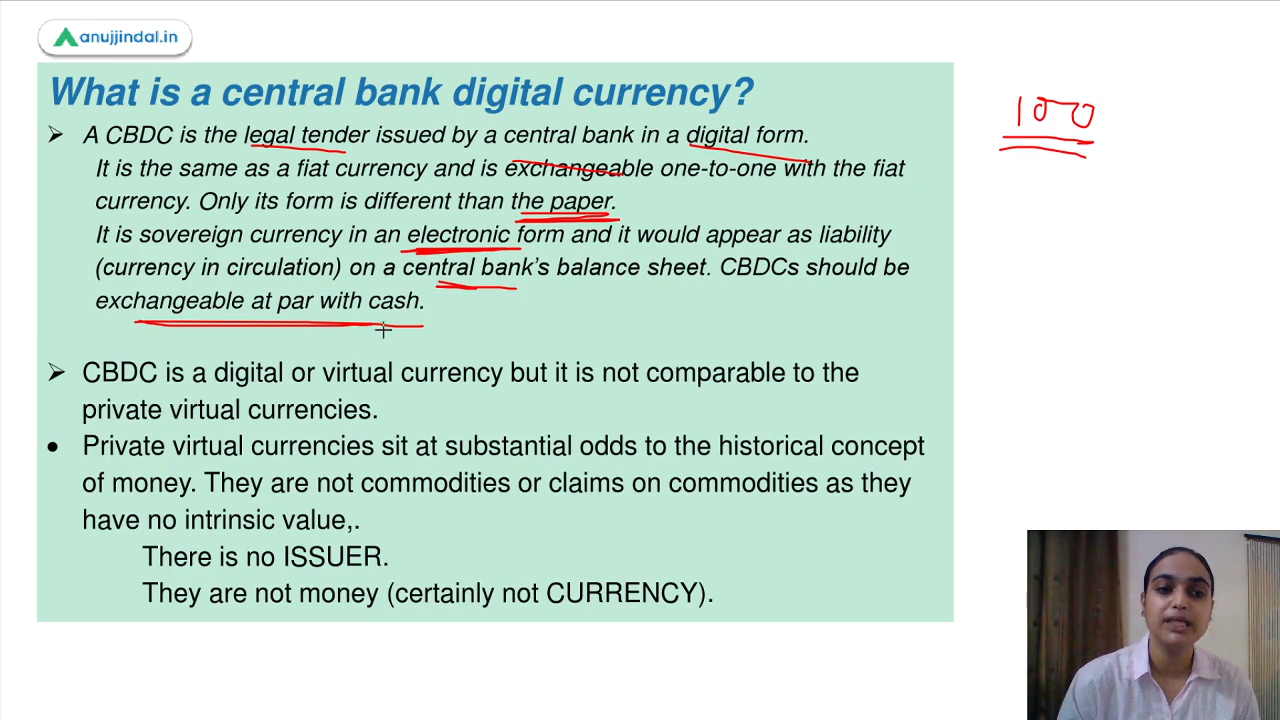 anujjindal.in
What is a central bank digital currency?
A CBDC is the legal tender issued by a central bank in a digital form.
It is the same as a fiat currency and is exchangeable one-to-one with the fiat
currency. Only its form is different than the paper.
It is sovereign currency in an electronic form and it would appear as liability
(currency in circulation) on a central bank’s balance sheet. CBDCs should be
exchangeable at par with cash.
CBDC is a digital or virtual currency but it is not comparable to the
private virtual currencies.
Private virtual currencies sit at substantial odds to the historical concept
of money. They are not commodities or claims on commodities as they
have no intrinsic value,.
There is no ISSUER.
They are not money (certainly not CURRENCY).
100